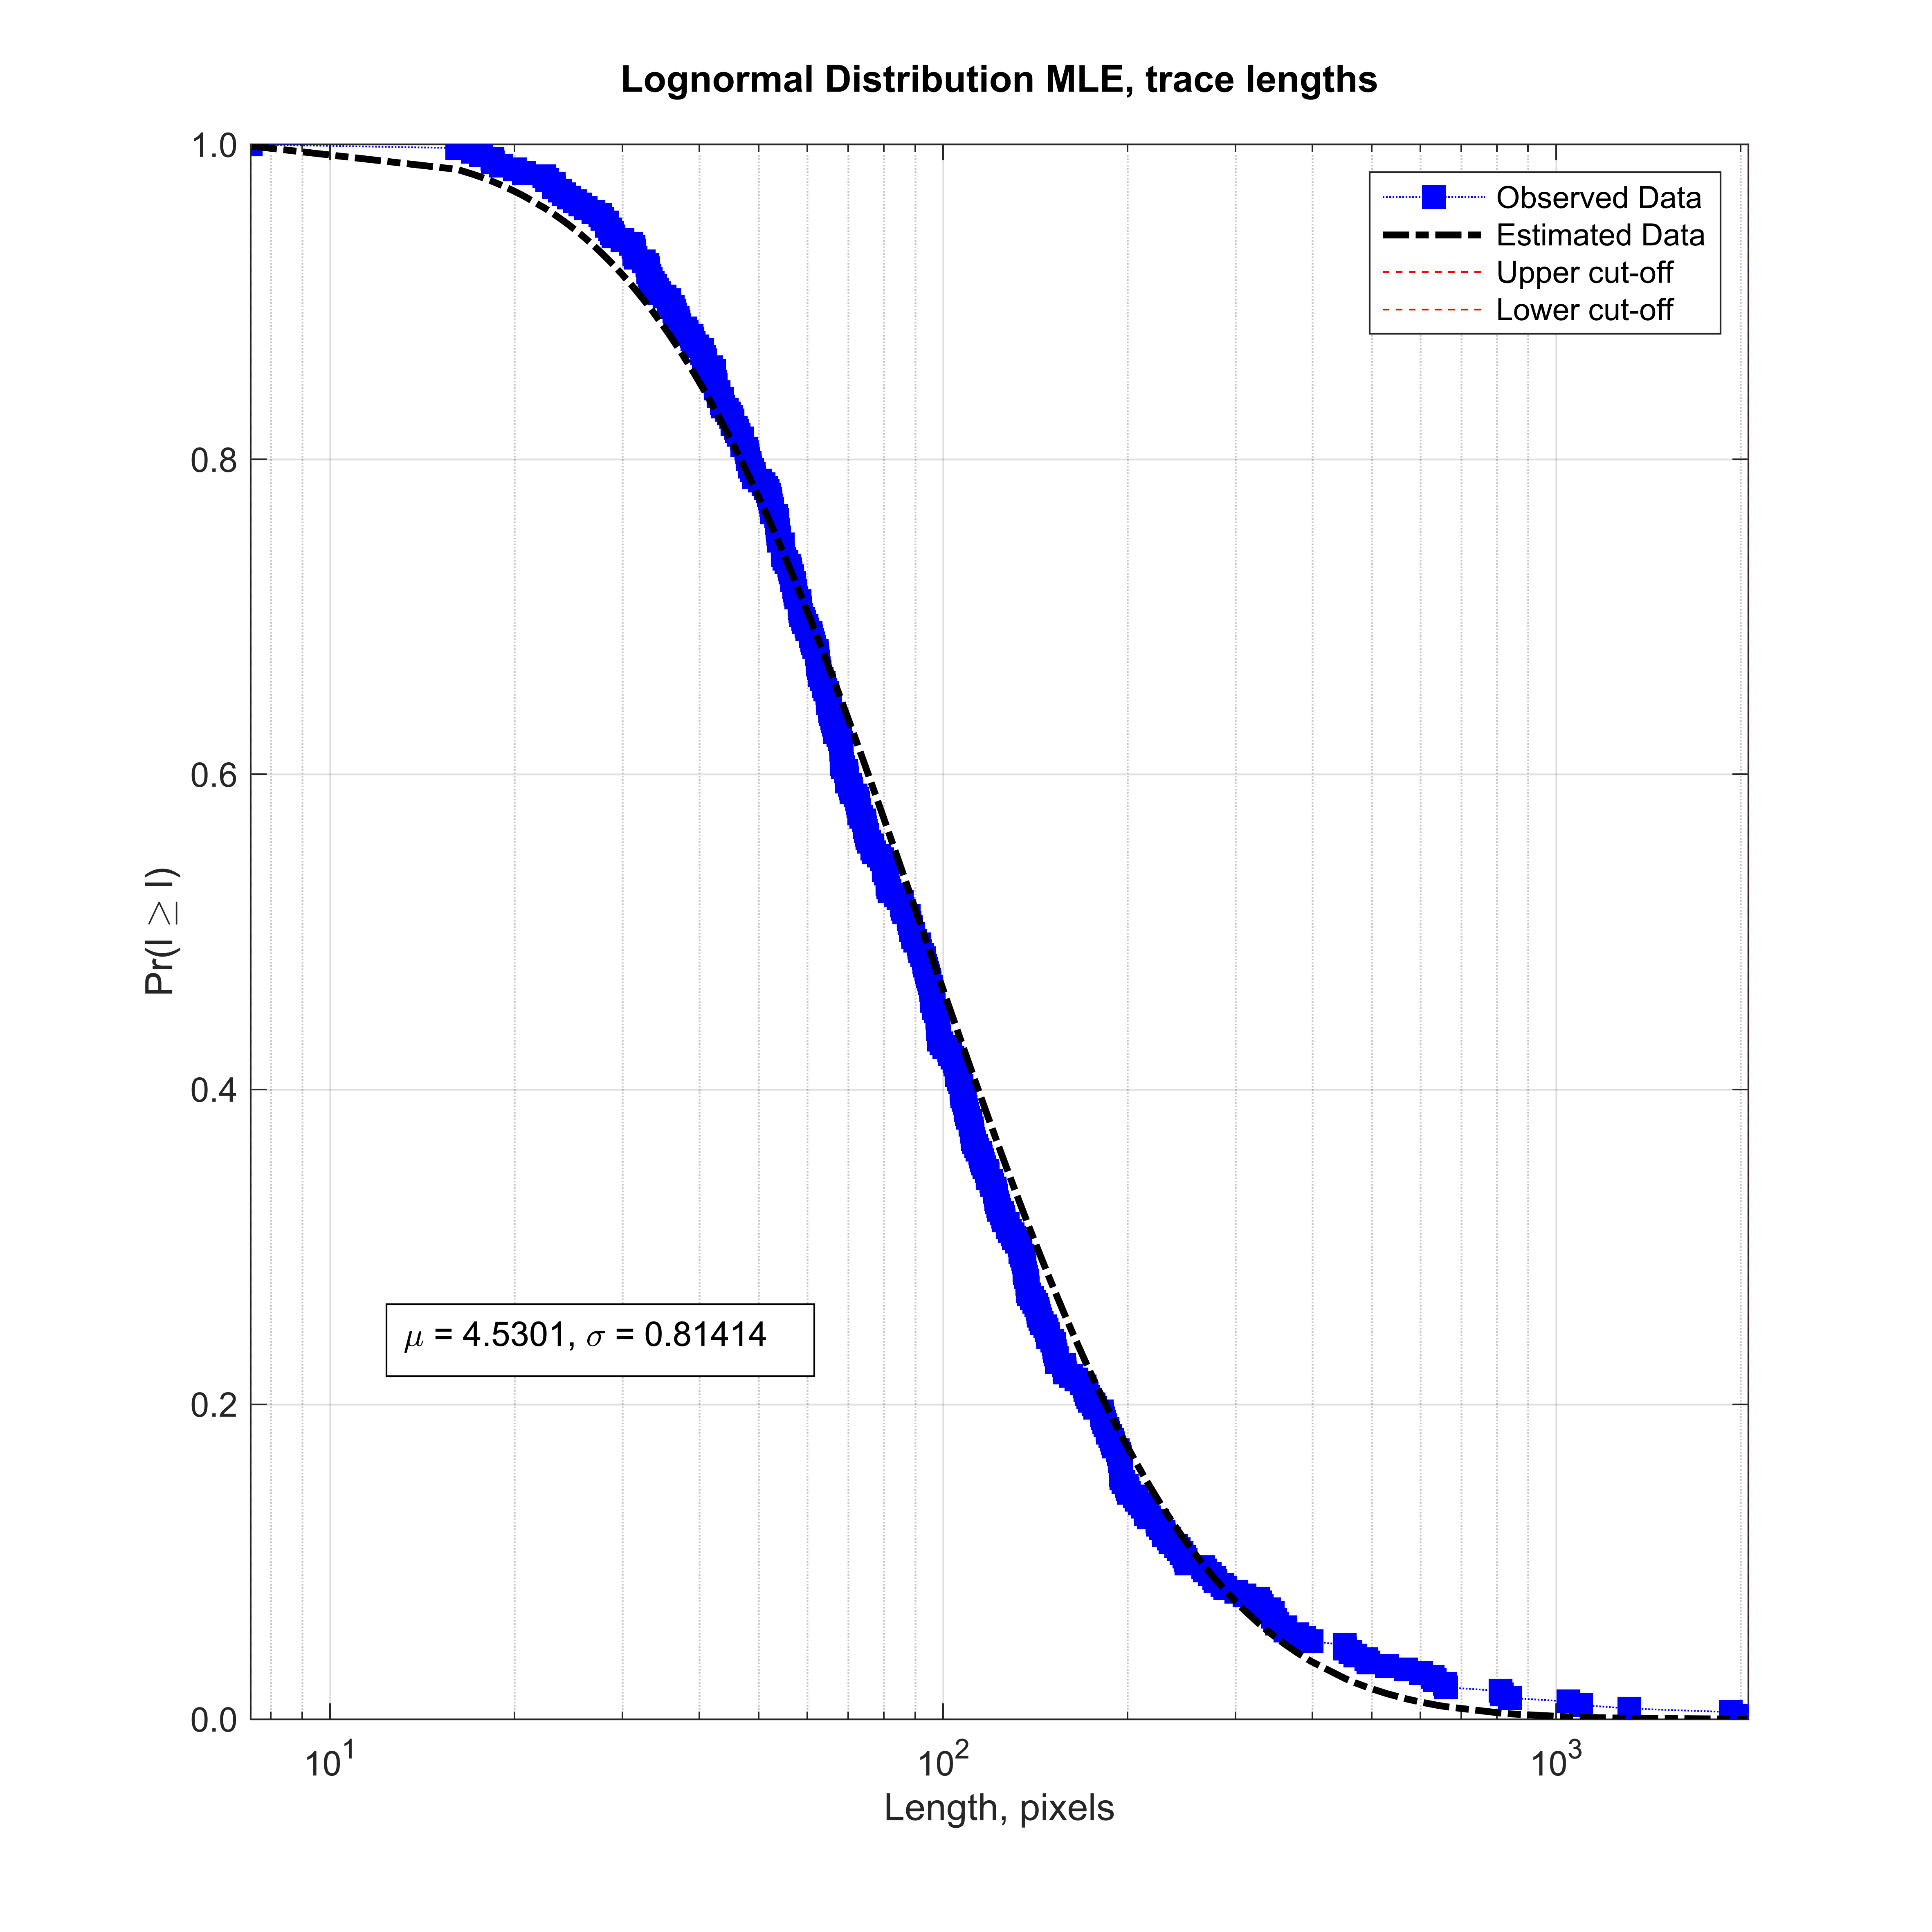 Lognormal Distribution MLE, trace lengths
1.0
0.8
0.6
0.4
0.2
0.0
Pr(l ≥ l)
Observed Data
Estimated Data
Upper cut-off
Lower cut-off
μ = 4.5301, σ = 0.81414
10¹ 10² 10³
Length, pixels